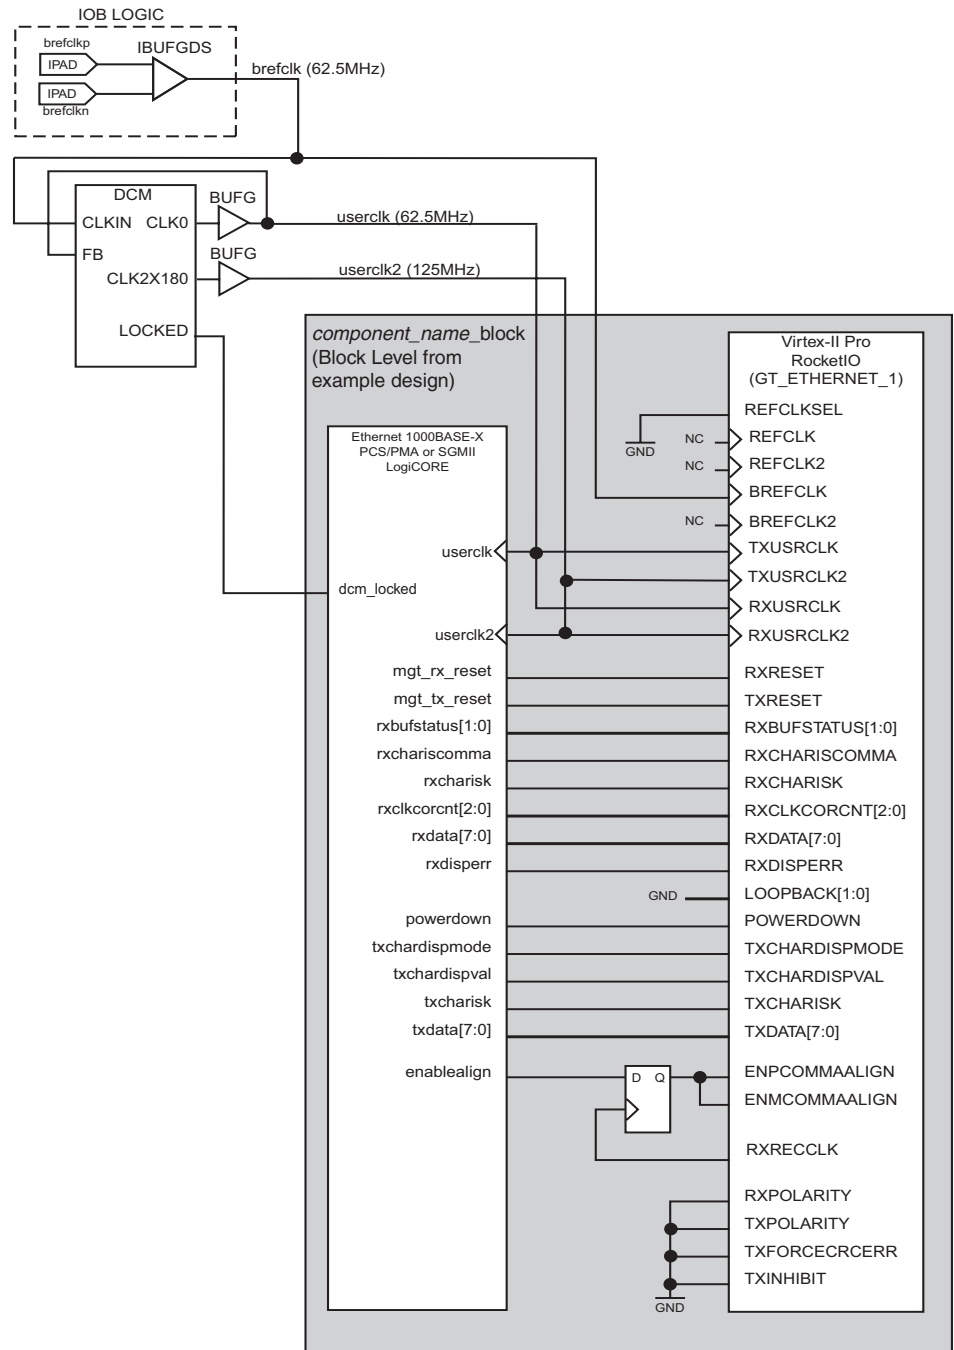 IOB LOGIC
brefclkp
IPAD
IBUFGDS
IPAD
brefclkn
brefclk (62.5MHz)
DCM
CLKIN
CLK0
FB
CLK2X180
LOCKED
BUFG
userclk (62.5MHz)
BUFG
userclk2 (125MHz)
component_name_block
(Block Level from
example design)
Ethernet 1000BASE-X
PCS/PMA or SGMII
LogiCORE
userclk
dcm_locked
userclk2
mgt_rx_reset
mgt_tx_reset
rxbufstatus[1:0]
rxchariscomma
rxcharisk
rxclkcorcnt[2:0]
rxdata[7:0]
rxdisperr
powerdown
txchardispmode
txchardispval
txcharisk
txdata[7:0]
enablealign
GND
NC
NC
NC
GND
D Q
GND
Virtex-II Pro
RocketIO
(GT_ETHERNET_1)
REFCLKSEL
REFCLK
REFCLK2
BREFCLK
BREFCLK2
TXUSRCLK
TXUSRCLK2
RXUSRCLK
RXUSRCLK2
RXRESET
TXRESET
RXBUFSTATUS[1:0]
RXCHARISCOMMA
RXCHARISK
RXCLKCORCNT[2:0]
RXDATA[7:0]
RXDISPERR
LOOPBACK[1:0]
POWERDOWN
TXCHARDISPMODE
TXCHARDISPVAL
TXCHARISK
TXDATA[7:0]
ENPCOMMAALIGN
ENMCOMMAALIGN
RXRECCLK
RXPOLARITY
TXPOLARITY
TXFORCECRCERR
TXINHIBIT